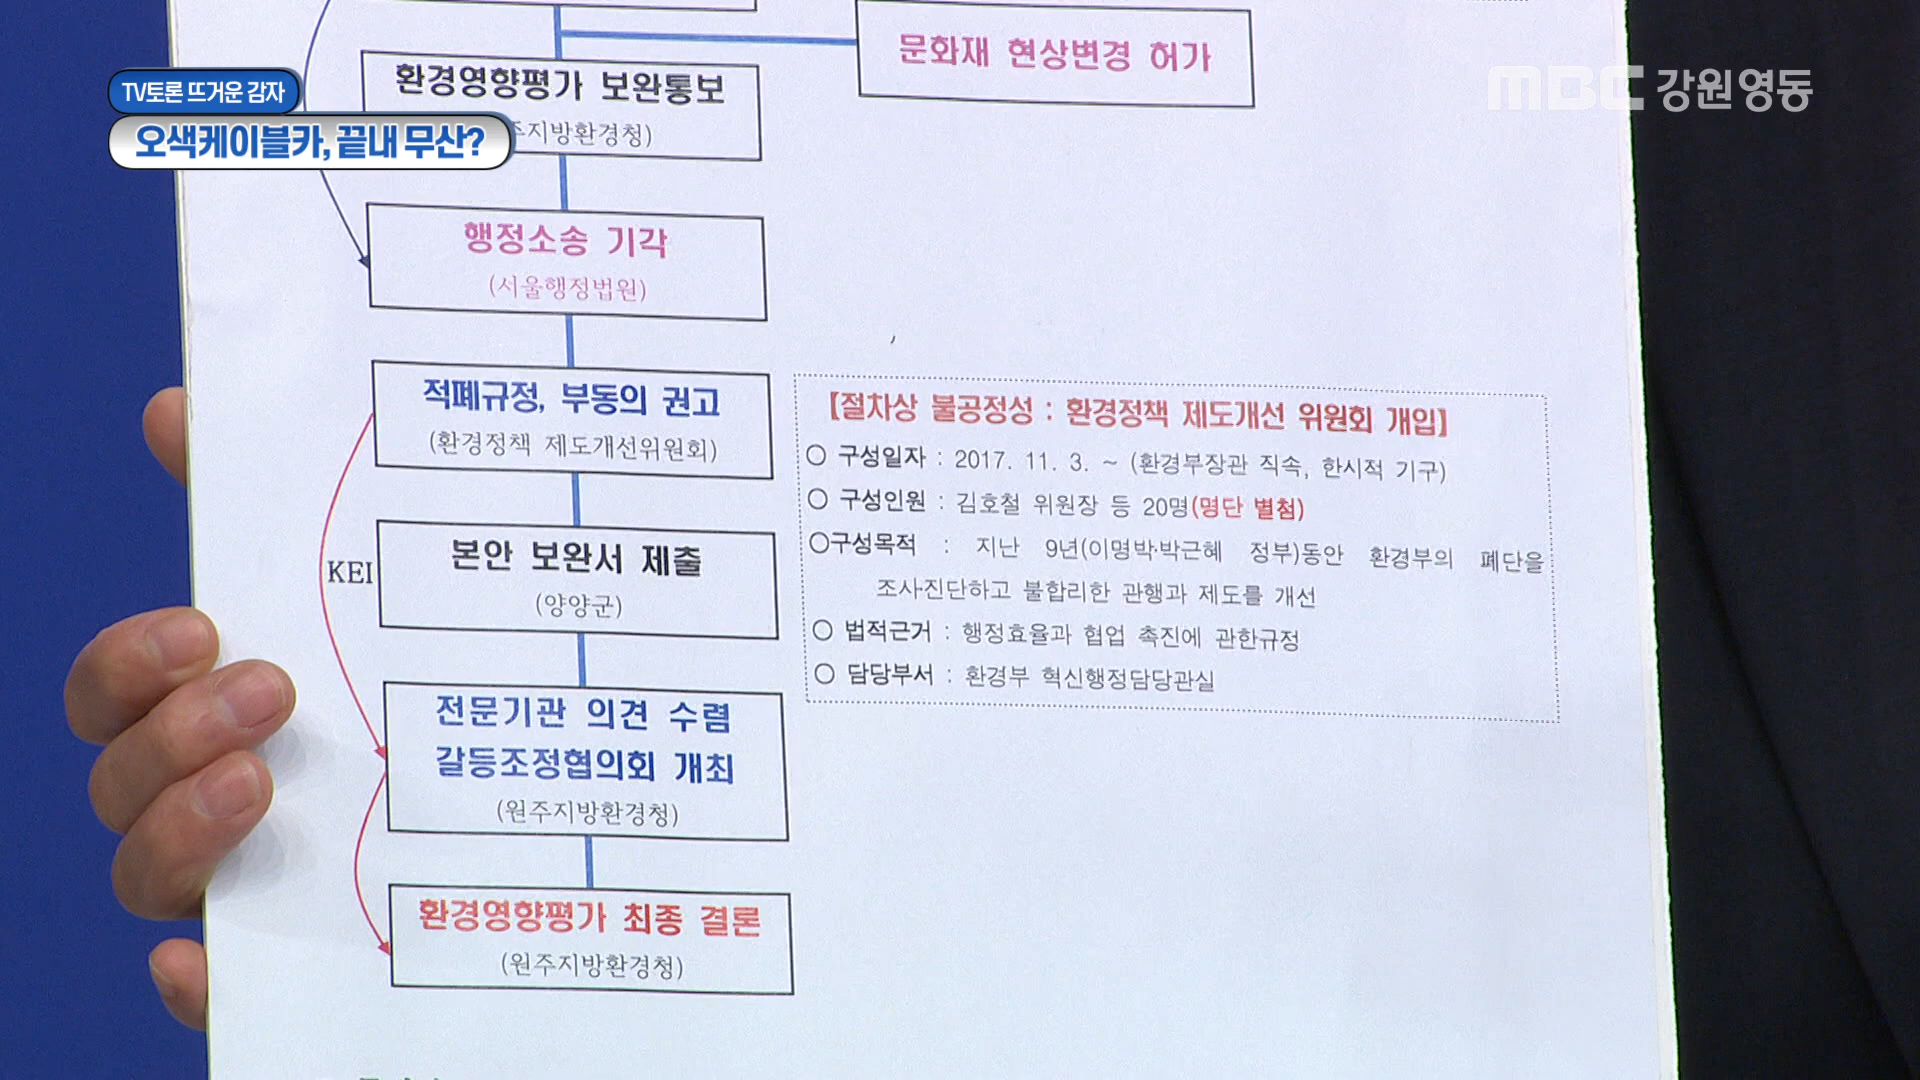 문화재 현상변경 허가
MBC 강원영동
TV토론 뜨거운 감자
오색케이블카, 끝내 무산?
환경영향평가 보완통보
주지방환경청)
행정소송 기각
(서울행정법원)
적폐규정, 부동의 권고
(환경정책 제도개선위원회)
KEI
본안 보완서 제출
(양양군)
전문기관 의견 수렴
갈등조정협의회 개최
(원주지방환경청)
환경영향평가 최종 결론
(원주지방환경청)
【절차상 불공정성 : 환경정책 제도개선 위원회 개입】
○ 구성일자 : 2017. 11. 3. ~ (환경부장관 직속, 한시적 기구)
○ 구성인원 : 김호철 위원장 등 20명(명단 별첨)
○구성목적 : 지난 9년(이명박·박근혜 정부)동안 환경부의 폐단을
조사·진단하고 불합리한 관행과 제도를 개선
○ 법적근거 : 행정효율과 협업 촉진에 관한규정
○ 담당부서 : 환경부 혁신행정담당관실